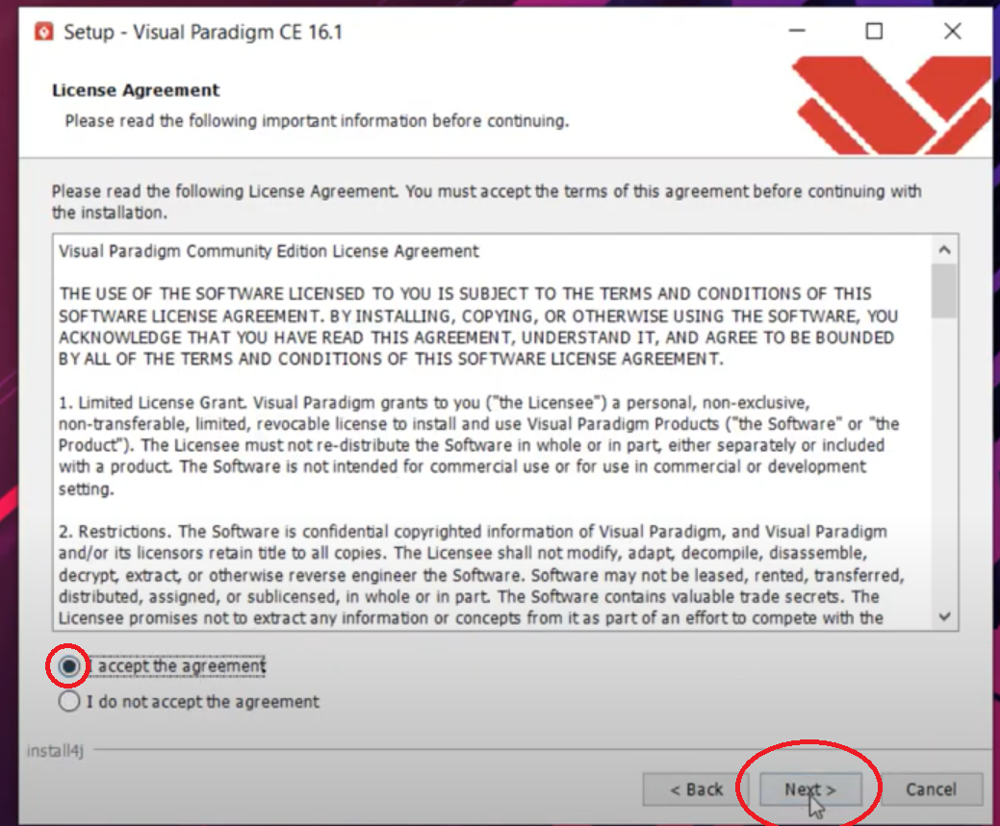 Setup - Visual Paradigm CE 16.1
License Agreement
Please read the following important information before continuing.
Please read the following License Agreement. You must accept the terms of this agreement before continuing with
the installation.
Visual Paradigm Community Edition License Agreement
THE USE OF THE SOFTWARE LICENSED TO YOU IS SUBJECT TO THE TERMS AND CONDITIONS OF THIS
SOFTWARE LICENSE AGREEMENT. BY INSTALLING, COPYING, OR OTHERWISE USING THE SOFTWARE, YOU
ACKNOWLEDGE THAT YOU HAVE READ THIS AGREEMENT, UNDERSTAND IT, AND AGREE TO BE BOUNDED
BY ALL OF THE TERMS AND CONDITIONS OF THIS SOFTWARE LICENSE AGREEMENT.
1. Limited License Grant. Visual Paradigm grants to you ("the Licensee") a personal, non-exclusive,
non-transferable, limited, revocable license to install and use Visual Paradigm Products ("the Software" or "the
Product"). The Licensee must not re-distribute the Software in whole or in part, either separately or included
with a product. The Software is not intended for commercial use or for use in commercial or development
setting.
2. Restrictions. The Software is confidential copyrighted information of Visual Paradigm, and Visual Paradigm
and/or its licensors retain title to all copies. The Licensee shall not modify, adapt, decompile, disassemble,
decrypt, extract, or otherwise reverse engineer the Software. Software may not be leased, rented, transferred,
distributed, assigned, or sublicensed, in whole or in part. The Software contains valuable trade secrets. The
Licensee promises not to extract any information or concepts from it as part of an effort to compete with the
I accept the agreement
I do not accept the agreement
install4j
< Back
Next >
Cancel